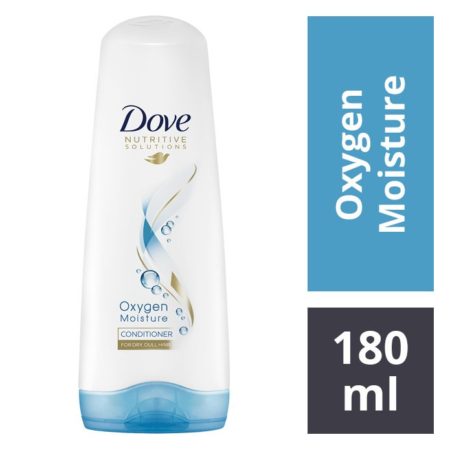 Dove
NUTRITIVE
SOLUTIONS
Oxygen
Moisture
CONDITIONER
FOR DRY, DULL HAIR
Oxygen
Moisture
180
ml